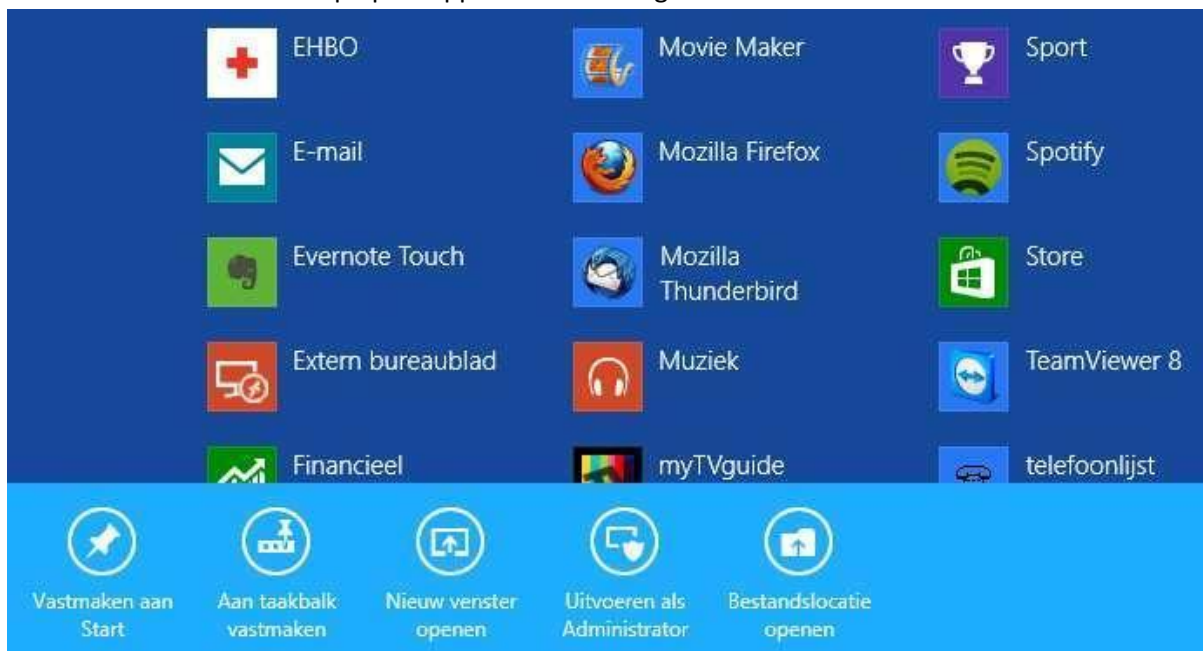 EHBO
Movie Maker
Sport
E-mail
Mozilla Firefox
Spotify
Evernote Touch
Mozilla
Thunderbird
Store
Extern bureaublad
Muziek
TeamViewer 8
Financieel
myTVguide
telefoonlijst
Vastmaken aan
Start
Aan taakbalk
vastmaken
Nieuw venster
openen
Uitvoeren als
Administrator
Bestandslocatie
openen